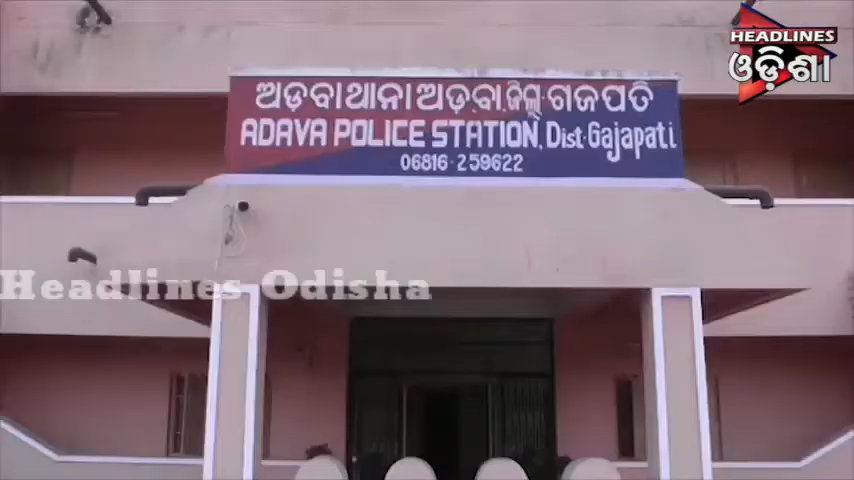 HEADLINES
ଓଡ଼ିଶା
ଅଡ଼ବା ଥାନା ଅଡ଼ବା, ଜିଲ୍ଲା-ଗଜପତି
ADAVA POLICE STATION, Dist-Gajapati
06816-259622
Headlines Odisha